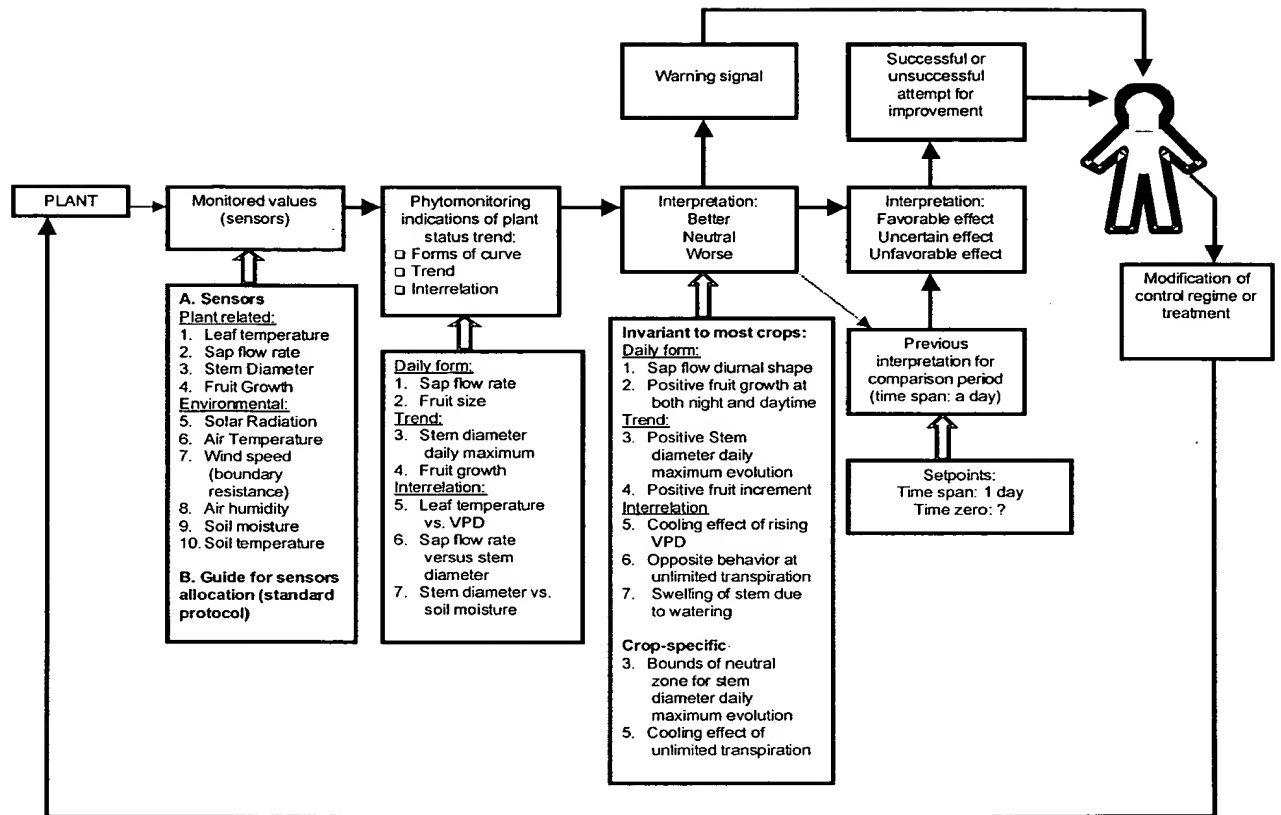 Warning signal
Successful or
unsuccessful
attempt for
improvement
PLANT
Monitored values
(sensors)
Phytomonitoring
indications of plant
status trend:
□ Forms of curve
□ Trend
□ Interrelation
Interpretation:
Better
Neutral
Worse
Interpretation:
Favorable effect
Uncertain effect
Unfavorable effect
Modification of
control regime or
treatment
A. Sensors
Plant related:
1. Leaf temperature
2. Sap flow rate
3. Stem Diameter
4. Fruit Growth
Environmental:
5. Solar Radiation
6. Air Temperature
7. Wind speed
(boundary
resistance)
8. Air humidity
9. Soil moisture
10. Soil temperature
B. Guide for sensors
allocation (standard
protocol)
Daily form:
1. Sap flow rate
2. Fruit size
Trend:
3. Stem diameter
daily maximum
4. Fruit growth
Interrelation:
5. Leaf temperature
vs. VPD
6. Sap flow rate
versus stem
diameter
7. Stem diameter vs.
soil moisture
Invariant to most crops:
Daily form:
1. Sap flow diurnal shape
2. Positive fruit growth at
both night and daytime
Trend:
3. Positive Stem
diameter daily
maximum evolution
4. Positive fruit increment
Interrelation
5. Cooling effect of rising
VPD
6. Opposite behavior at
unlimited transpiration
7. Swelling of stem due
to watering
Crop-specific
3. Bounds of neutral
zone for stem
diameter daily
maximum evolution
5. Cooling effect of
unlimited transpiration
Previous
interpretation for
comparison period
(time span: a day)
Setpoints:
Time span: 1 day
Time zero: ?